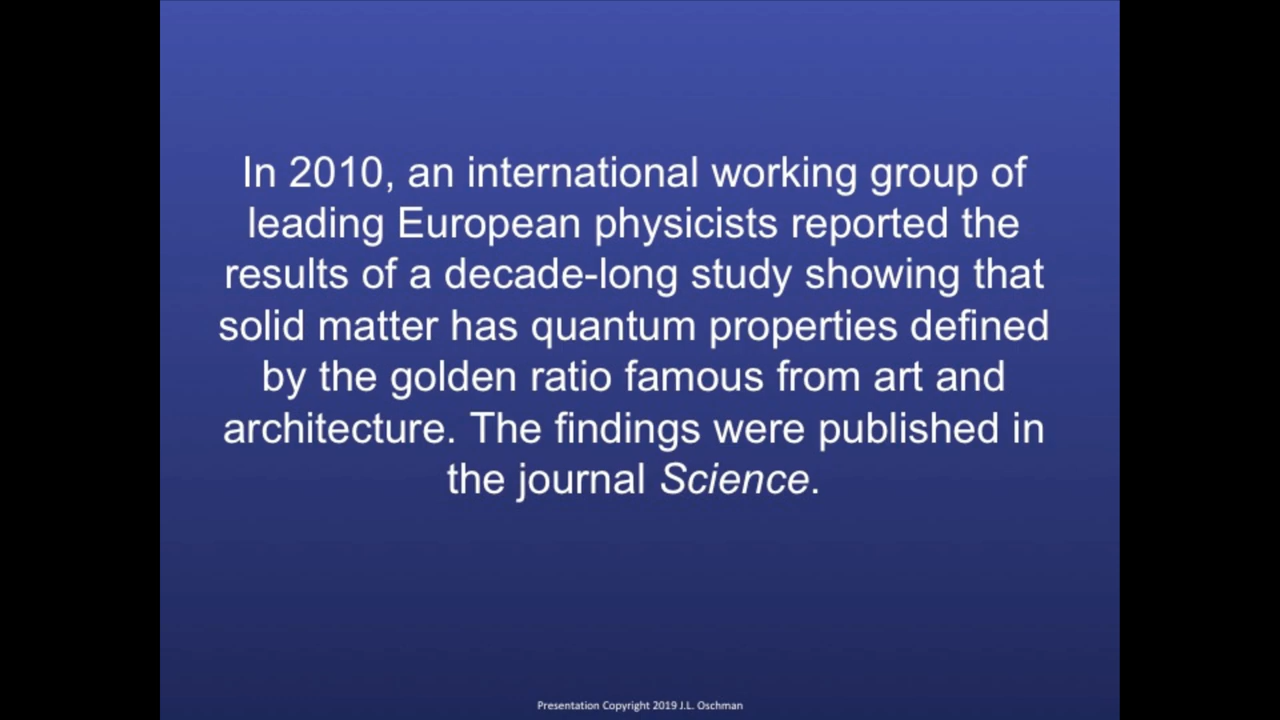 In 2010, an international working group of
leading European physicists reported the
results of a decade-long study showing that
solid matter has quantum properties defined
by the golden ratio famous from art and
architecture. The findings were published in
the journal Science.
Presentation Copyright 2019 J.L. Oschman